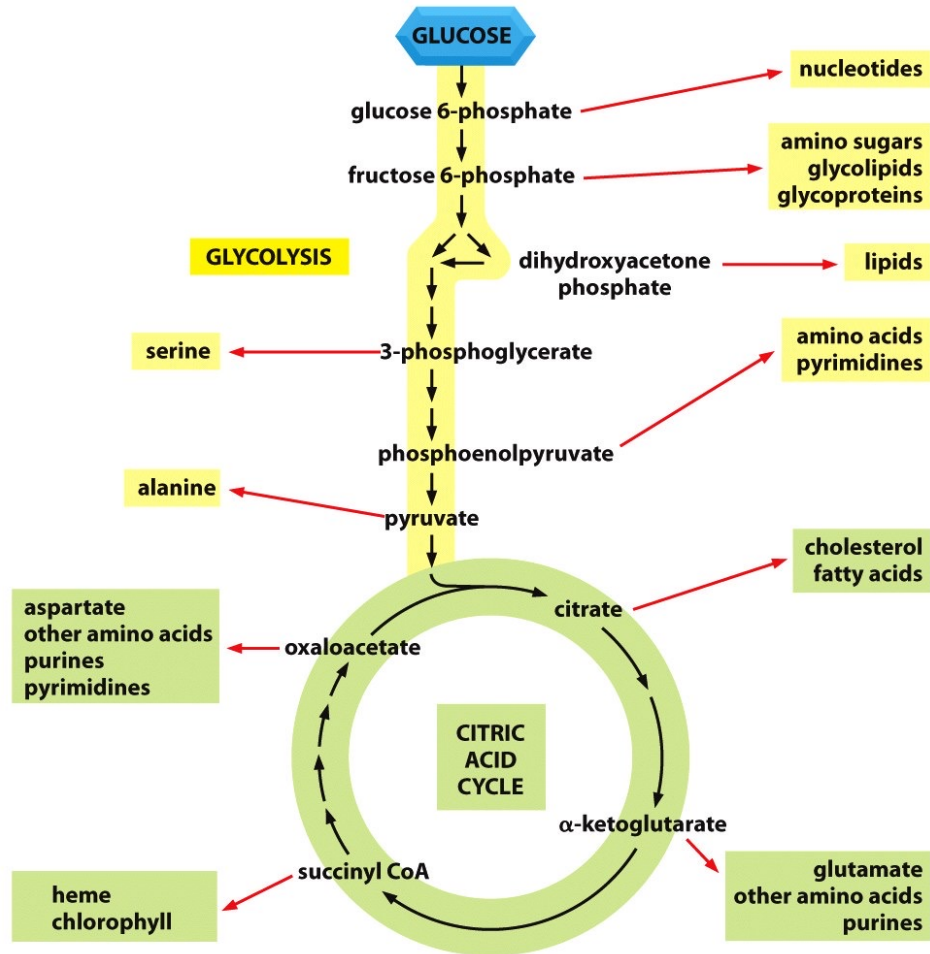 GLUCOSE
nucleotides
glucose 6-phosphate
amino sugars
glycolipids
glycoproteins
fructose 6-phosphate
GLYCOLYSIS
dihydroxyacetone
phosphate
lipids
serine
3-phosphoglycerate
amino acids
pyrimidines
phosphoenolpyruvate
alanine
pyruvate
cholesterol
fatty acids
citrate
aspartate
other amino acids
purines
pyrimidines
oxaloacetate
CITRIC
ACID
CYCLE
α-ketoglutarate
succinyl CoA
glutamate
other amino acids
purines
heme
chlorophyll